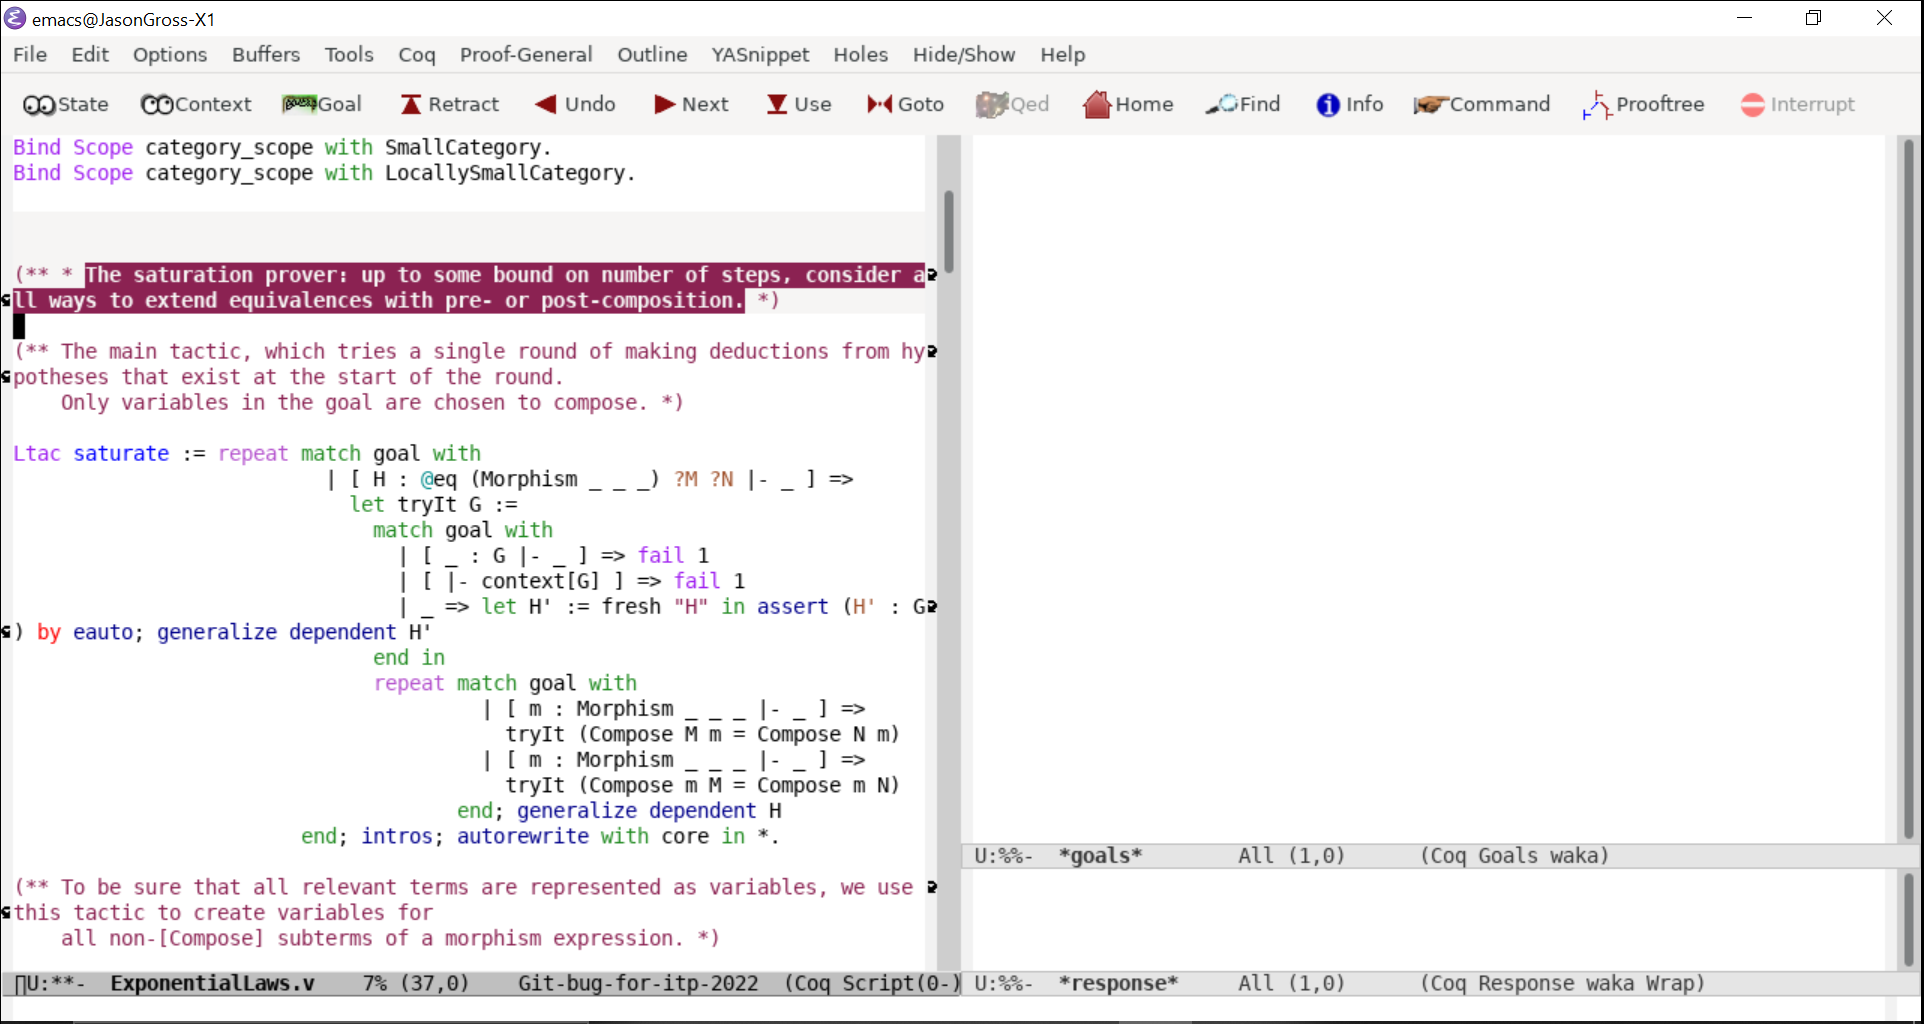 emacs@JasonGross-X1
File Edit Options Buffers Tools Coq Proof-General Outline YASnippet Holes Hide/Show Help
State Context Goal Retract Undo Next Use Goto Qed Home Find Info Command Prooftree Interrupt
Bind Scope category_scope with SmallCategory.
Bind Scope category_scope with LocallySmallCategory.
(** * The saturation prover: up to some bound on number of steps, consider a
ll ways to extend equivalences with pre- or post-composition. *)
(** The main tactic, which tries a single round of making deductions from hy
potheses that exist at the start of the round.
    Only variables in the goal are chosen to compose. *)
Ltac saturate := repeat match goal with
                          | [ H : @eq (Morphism _ _ _) ?M ?N |- _ ] =>
                            let tryIt G :=
                              match goal with
                                | [ _ : G |- _ ] => fail 1
                                | [ |- context[G] ] => fail 1
                                | _ => let H' := fresh "H" in assert (H' : G
) by eauto; generalize dependent H'
                              end in
                              repeat match goal with
                                       | [ m : Morphism _ _ _ |- _ ] =>
                                         tryIt (Compose M m = Compose N m)
                                       | [ m : Morphism _ _ _ |- _ ] =>
                                         tryIt (Compose m M = Compose m N)
                                     end; generalize dependent H
                        end; intros; autorewrite with core in *.
(** To be sure that all relevant terms are represented as variables, we use 
this tactic to create variables for
    all non-[Compose] subterms of a morphism expression. *)
U:**-  ExponentialLaws.v    7% (37,0)    Git-bug-for-itp-2022  (Coq Script(0-)
U:%%-  *goals*        All (1,0)      (Coq Goals waka)
U:%%-  *response*     All (1,0)      (Coq Response waka Wrap)